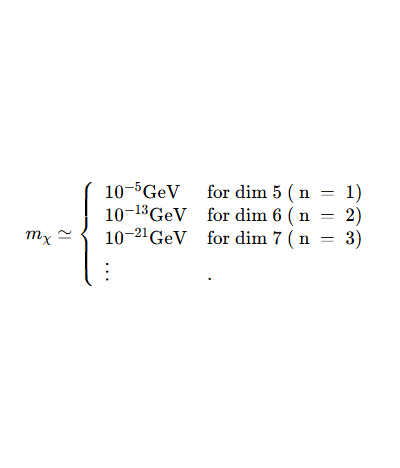 10⁻⁵GeV for dim 5 ( n = 1)
10⁻¹³GeV for dim 6 ( n = 2)
m_χ ≃ { 10⁻²¹GeV for dim 7 ( n = 3)
⋮ .